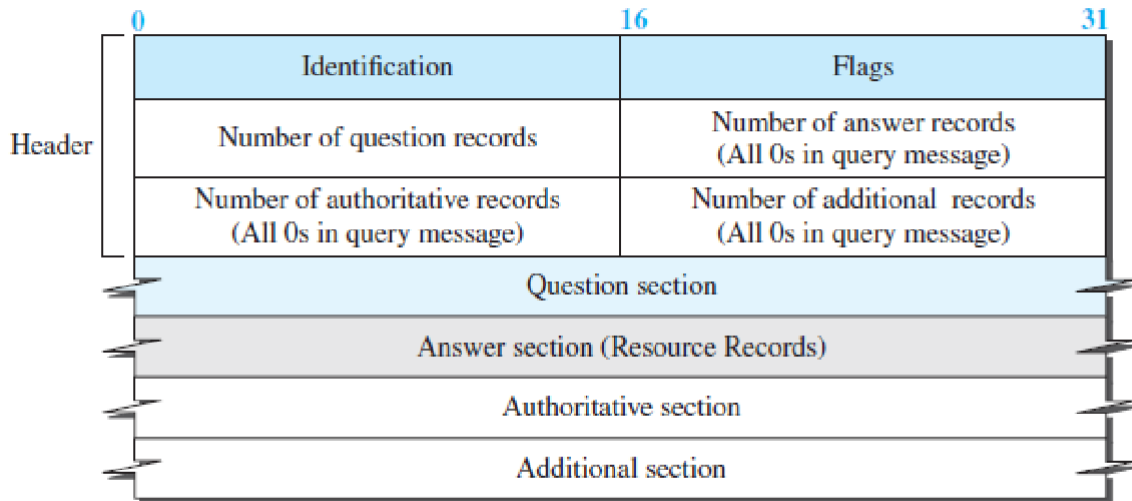 0 16 31
Identification Flags
Header
Number of question records
Number of answer records
(All 0s in query message)
Number of authoritative records
(All 0s in query message)
Number of additional records
(All 0s in query message)
Question section
Answer section (Resource Records)
Authoritative section
Additional section